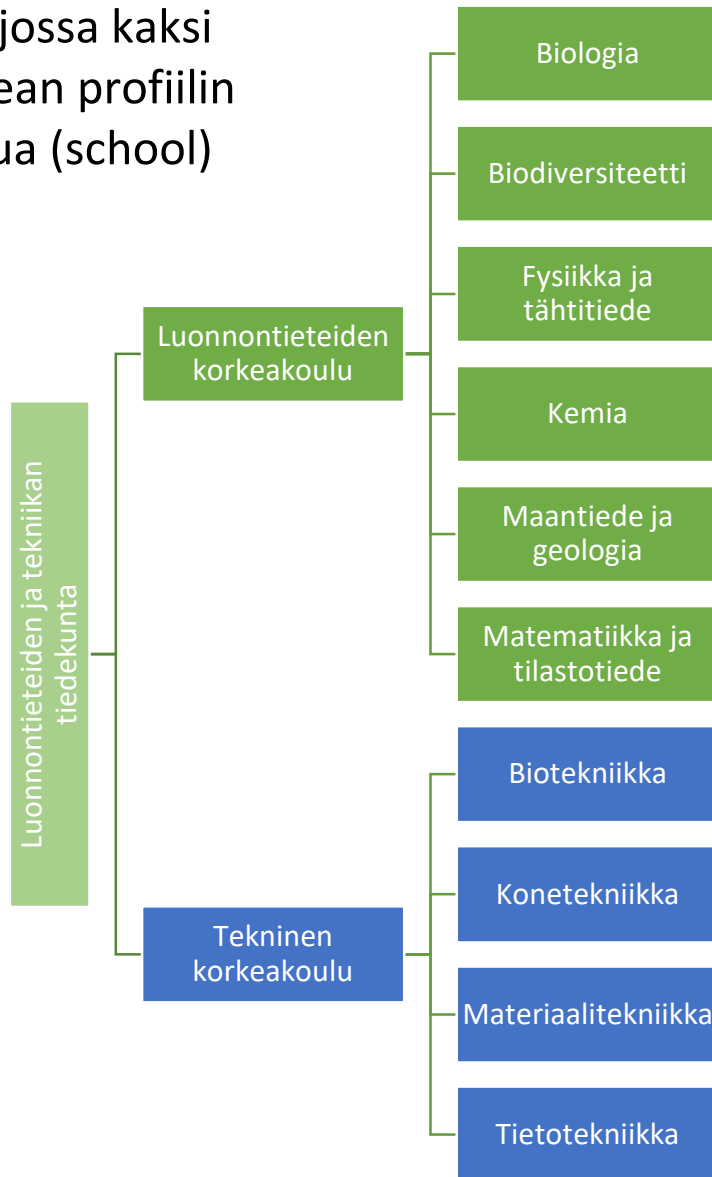 jossa kaksi
ean profiilin
ua (school)
Luonnontieteiden ja tekniikan
tiedekunta
Luonnontieteiden
korkeakoulu
Biologia
Biodiversiteetti
Fysiikka ja
tähtitiede
Kemia
Maantiede ja
geologia
Matematiikka ja
tilastotiede
Tekninen
korkeakoulu
Biotekniikka
Konetekniikka
Materiaalitekniikka
Tietotekniikka